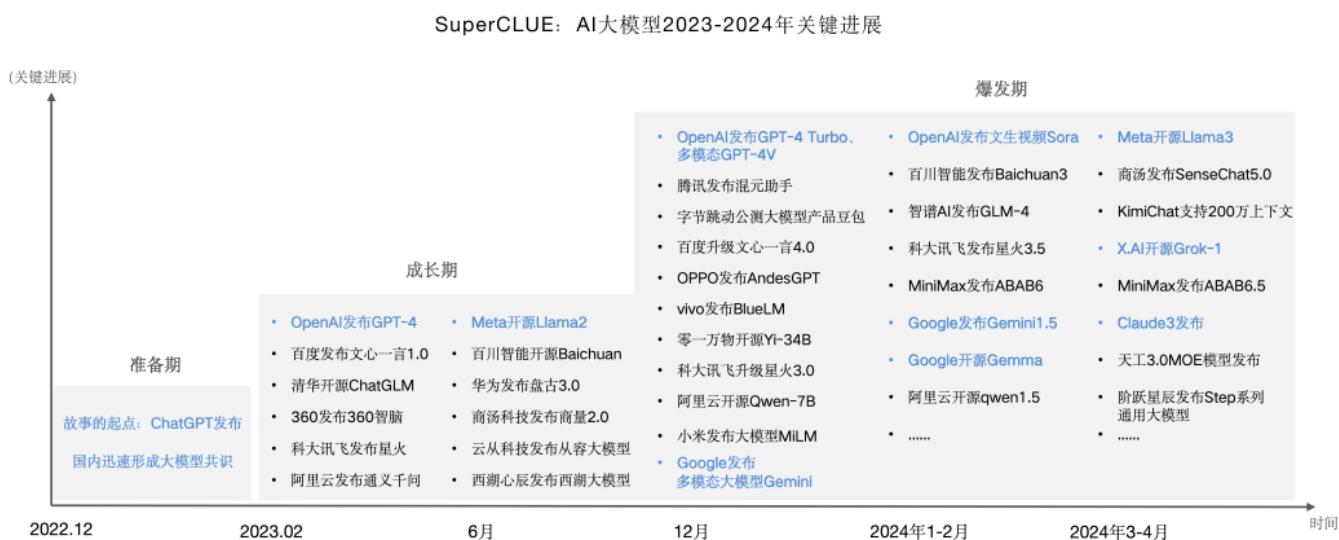 SuperCLUE：AI大模型2023-2024年关键进展
(关键进展)
准备期
故事的起点：ChatGPT发布
国内迅速形成大模型共识
成长期
• OpenAI发布GPT-4
• 百度发布文心一言1.0
• 清华开源ChatGLM
• 360发布360智脑
• 科大讯飞发布星火
• 阿里云发布通义千问
• Meta开源Llama2
• 百川智能开源Baichuan
• 华为发布盘古3.0
• 商汤科技发布商量2.0
• 云从科技发布从容大模型
• 西湖心辰发布西湖大模型
爆发期
• OpenAI发布GPT-4 Turbo、
多模态GPT-4V
• 腾讯发布混元助手
• 字节跳动公测大模型产品豆包
• 百度升级文心一言4.0
• OPPO发布AndesGPT
• vivo发布BlueLM
• 零一万物开源Yi-34B
• 科大讯飞升级星火3.0
• 阿里云开源Qwen-7B
• 小米发布大模型MiLM
• Google发布
多模态大模型Gemini
• OpenAI发布文生视频Sora
• 百川智能发布Baichuan3
• 智谱AI发布GLM-4
• 科大讯飞发布星火3.5
• MiniMax发布ABAB6
• Google发布Gemini1.5
• Google开源Gemma
• 阿里云开源qwen1.5
• ......
• Meta开源Llama3
• 商汤发布SenseChat5.0
• KimiChat支持200万上下文
• X.AI开源Grok-1
• MiniMax发布ABAB6.5
• Claude3发布
• 天工3.0MOE模型发布
• 阶跃星辰发布Step系列
通用大模型
• ......
2022.12
2023.02
6月
12月
2024年1-2月
2024年3-4月
时间